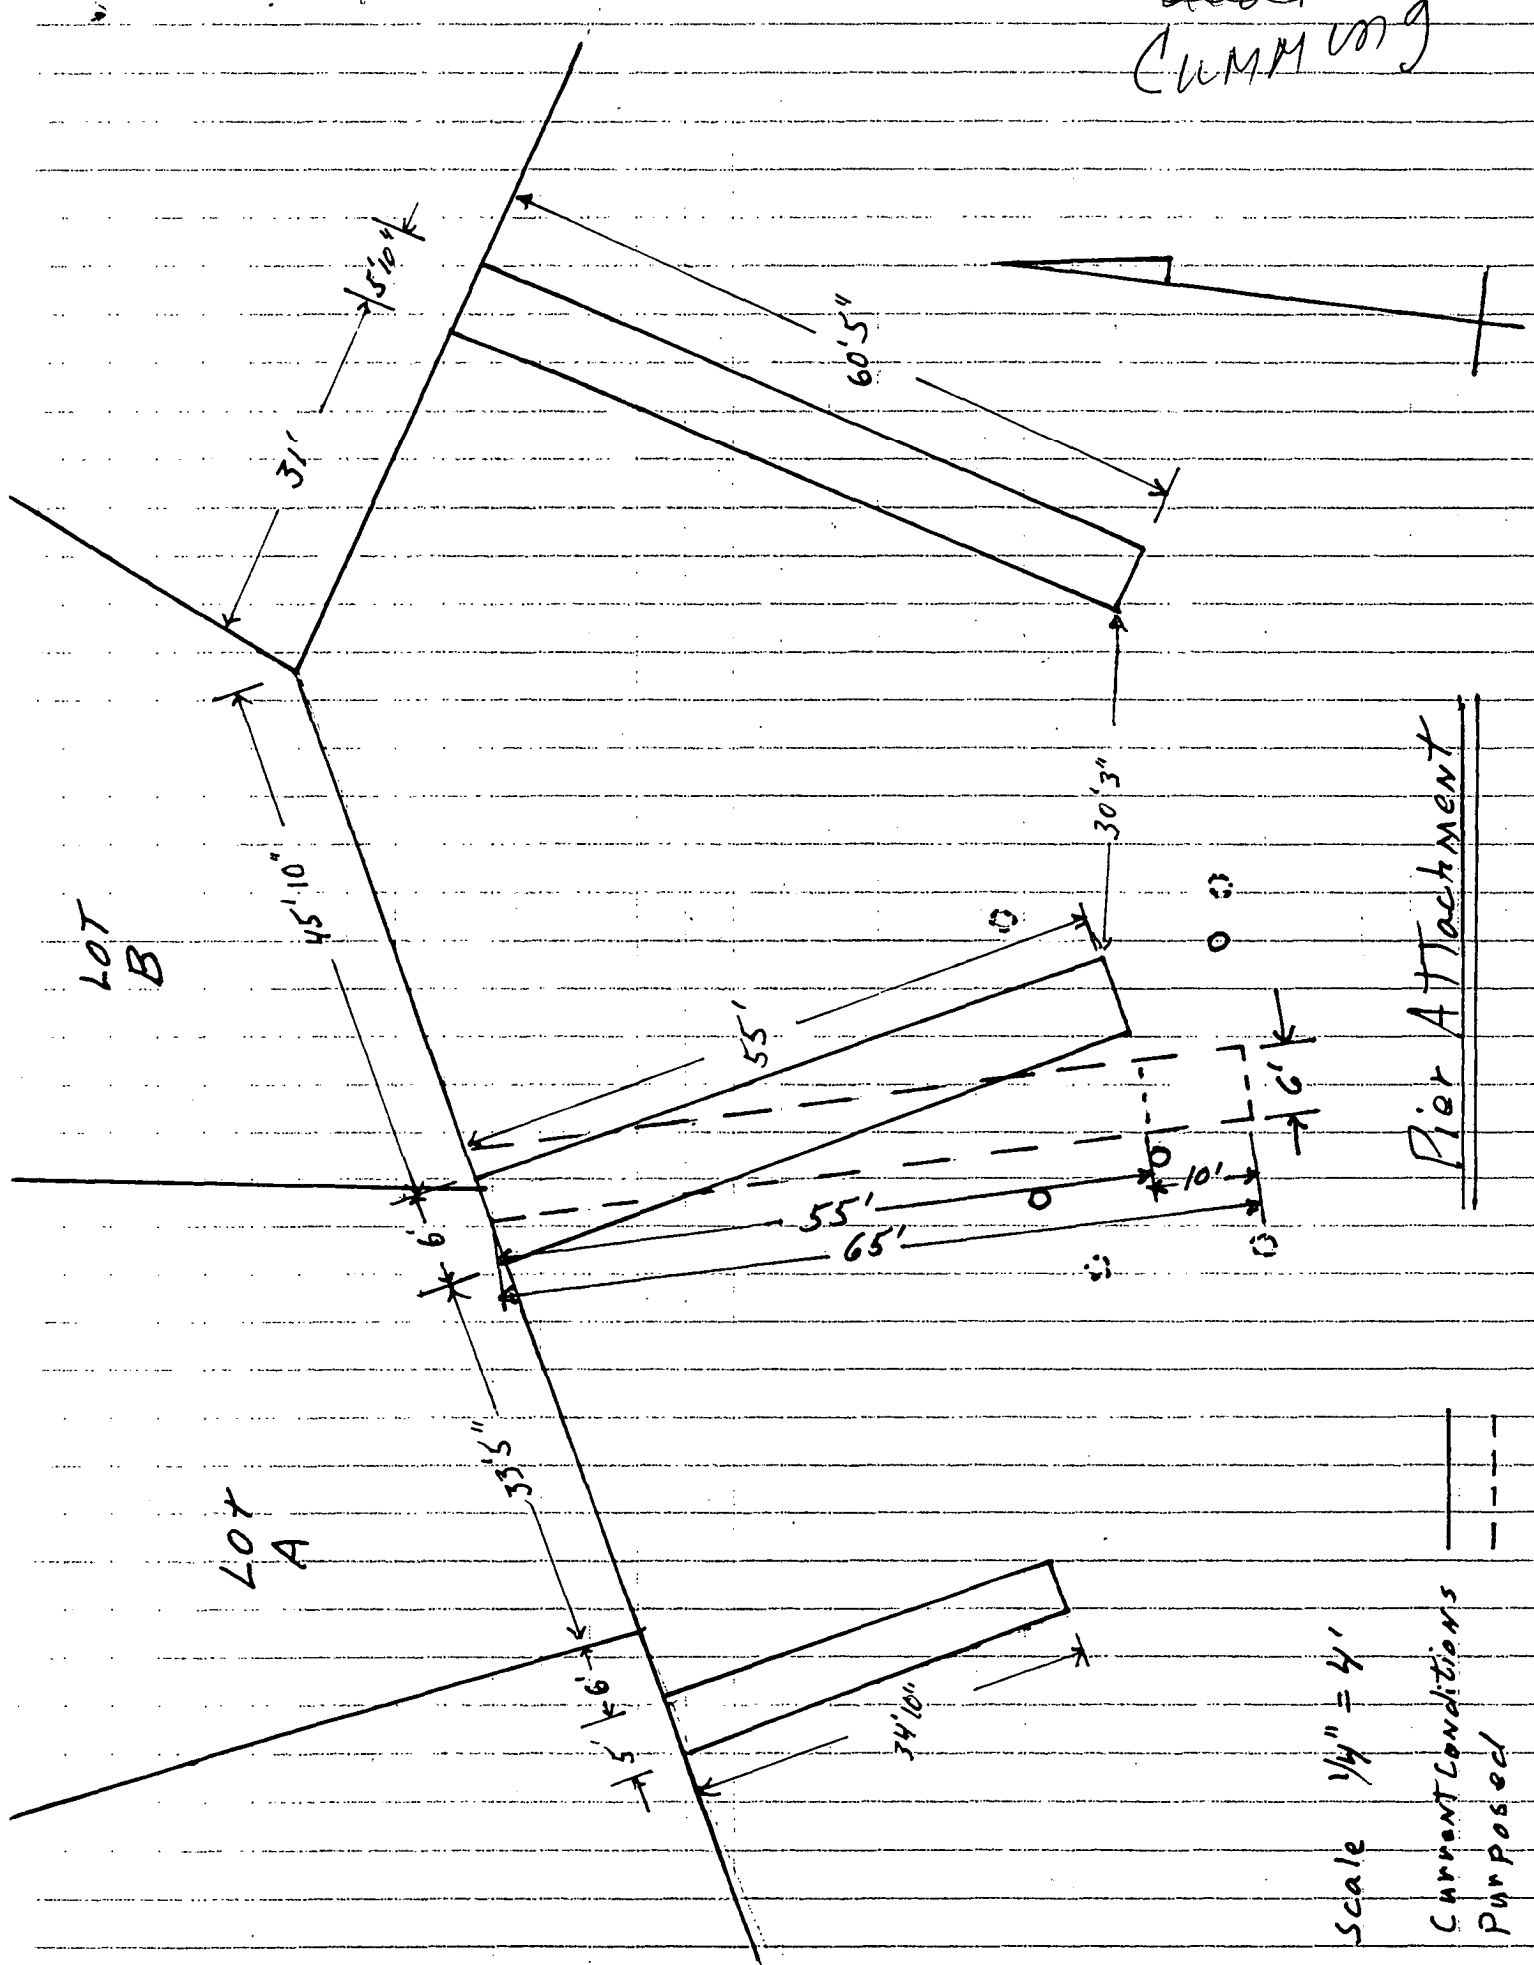 Cumming
LOT
B
LOT
A
31'
5'10"
45'10"
60'5"
30'3"
55'
6'
33'5"
6'
5'
55'
65'
10'
6'
34'10"
Pier ATTachment
Scale 1/4" = 4'
Current Conditions
Purposed